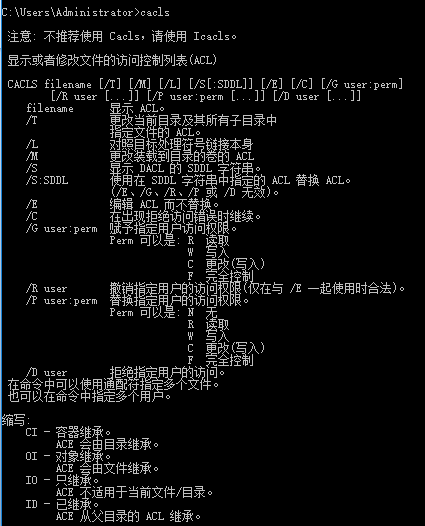 C:\Users\Administrator>cacls
注意: 不推荐使用 Cacls，请使用 Icacls。
显示或者修改文件的访问控制列表(ACL)
CACLS filename [/T] [/M] [/L] [/S[:SDDL]] [/E] [/C] [/G user:perm]
[/R user [...]] [/P user:perm [...]] [/D user [...]]
filename 显示 ACL。
/T 更改当前目录及其所有子目录中
指定文件的 ACL。
/L 对照目标处理符号链接本身
/M 更改装载到目录的卷的 ACL
/S 显示 DACL 的 SDDL 字符串。
/S:SDDL 使用在 SDDL 字符串中指定的 ACL 替换 ACL。
(/E、/G、/R、/P 或 /D 无效)。
/E 编辑 ACL 而不替换。
/C 在出现拒绝访问错误时继续。
/G user:perm 赋予指定用户访问权限。
Perm 可以是: R 读取
W 写入
C 更改(写入)
F 完全控制
/R user 撤销指定用户的访问权限(仅在与 /E 一起使用时合法)。
/P user:perm 替换指定用户的访问权限。
Perm 可以是: N 无
R 读取
W 写入
C 更改(写入)
F 完全控制
/D user 拒绝指定用户的访问。
在命令中可以使用通配符指定多个文件。
也可以在命令中指定多个用户。
缩写:
CI - 容器继承。
ACE 会由目录继承。
OI - 对象继承。
ACE 会由文件继承。
IO - 只继承。
ACE 不适用于当前文件/目录。
ID - 已继承。
ACE 从父目录的 ACL 继承。